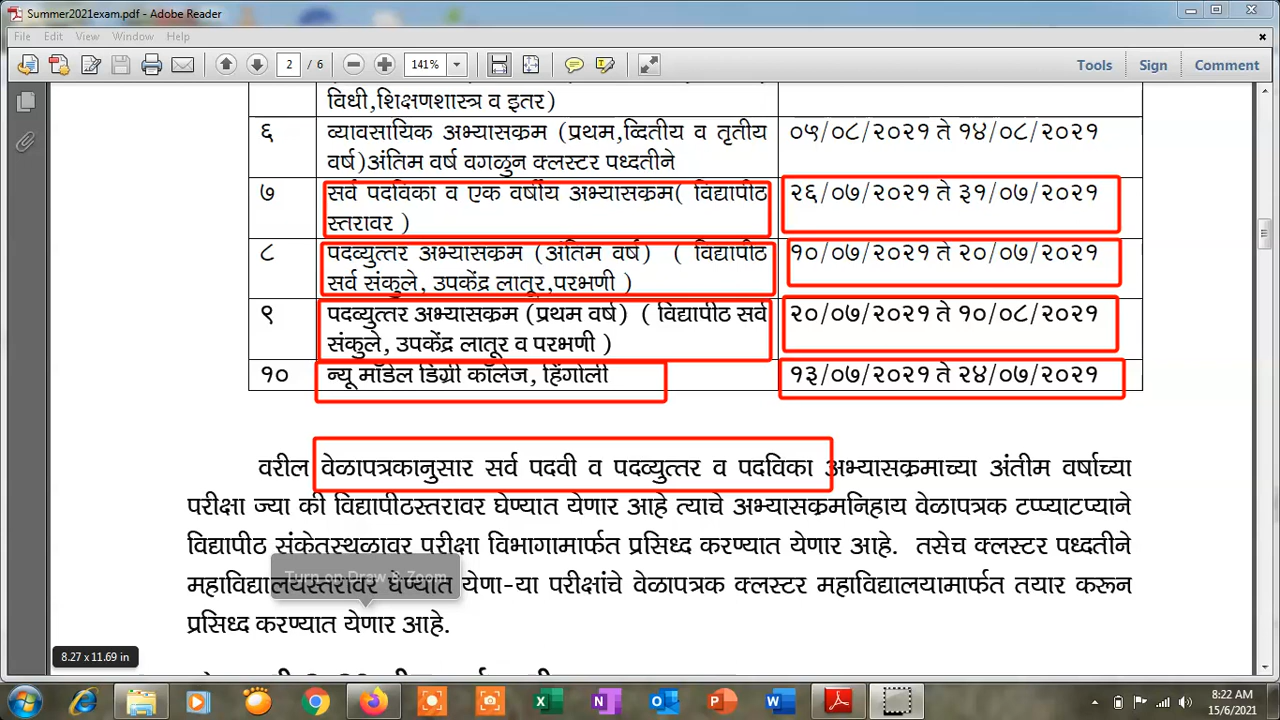 Summer2021exam.pdf - Adobe Reader
File Edit View Window Help
2 / 6 141% Tools Sign Comment
विधी,शिक्षणशास्त्र व इतर)
६ व्यावसायिक अभ्यासक्रम (प्रथम,व्दितीय व तृतीय ०५/०८/२०२१ ते १४/०८/२०२१
वर्ष)अंतिम वर्ष वगळुन क्लस्टर पध्दतीने
७ सर्व पदविका व एक वर्षीय अभ्यासक्रम( विद्यापीठ २६/०७/२०२१ ते ३१/०७/२०२१
स्तरावर )
८ पदव्युत्तर अभ्यासक्रम (अंतिम वर्ष) ( विद्यापीठ १०/०७/२०२१ ते २०/०७/२०२१
सर्व संकुले, उपकेंद्र लातूर,परभणी )
९ पदव्युत्तर अभ्यासक्रम (प्रथम वर्ष) ( विद्यापीठ सर्व २०/०७/२०२१ ते १०/०८/२०२१
संकुले, उपकेंद्र लातूर व परभणी )
१० न्यू मॉडेल डिग्री कॉलेज, हिंगोली १३/०७/२०२१ ते २४/०७/२०२१
वरील वेळापत्रकानुसार सर्व पदवी व पदव्युत्तर व पदविका अभ्यासक्रमाच्या अंतीम वर्षाच्या
परीक्षा ज्या की विद्यापीठस्तरावर घेण्यात येणार आहे त्याचे अभ्यासक्रमनिहाय वेळापत्रक टप्प्याटप्याने
विद्यापीठ संकेतस्थळावर परीक्षा विभागामार्फत प्रसिध्द करण्यात येणार आहे. तसेच क्लस्टर पध्दतीने
Turn on Draw & Zoom
महाविद्यालयस्तरावर घेण्यात येणा-या परीक्षांचे वेळापत्रक क्लस्टर महाविद्यालयामार्फत तयार करून
प्रसिध्द करण्यात येणार आहे.
8.27 x 11.69 in
8:22 AM
15/6/2021